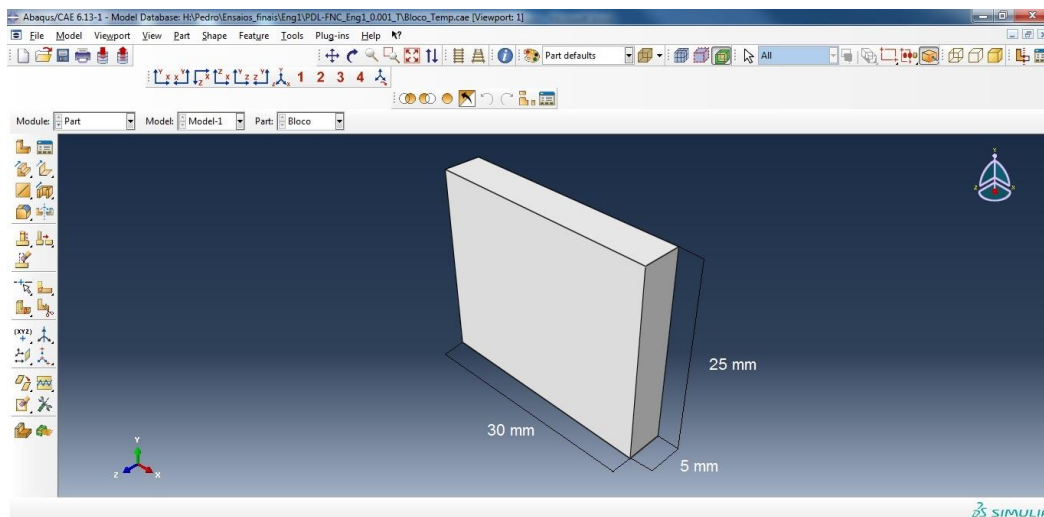 Abaqus/CAE 6.13-1 - Model Database: H:\Pedro\Ensaios_finais\Eng1\PDL-FNC_Eng1_0.001_T\Bloco_Temp.cae [Viewport: 1]
File Model Viewport View Part Shape Feature Tools Plug-ins Help
Part defaults All
1 2 3 4
Module: Part Model: Model-1 Part: Bloco
Y
Z X
25 mm
30 mm
5 mm
Y
Z X
SIMULIA